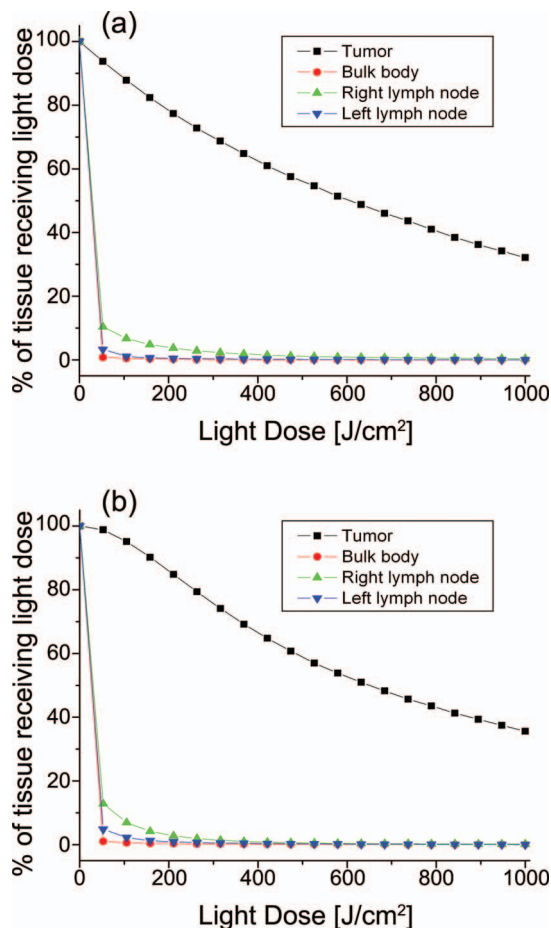 (a)
100
80
60
40
20
0
% of tissue receiving light dose
Tumor
Bulk body
Right lymph node
Left lymph node
0 200 400 600 800 1000
Light Dose [J/cm²]
(b)
100
80
60
40
20
0
% of tissue receiving light dose
Tumor
Bulk body
Right lymph node
Left lymph node
0 200 400 600 800 1000
Light Dose [J/cm²]